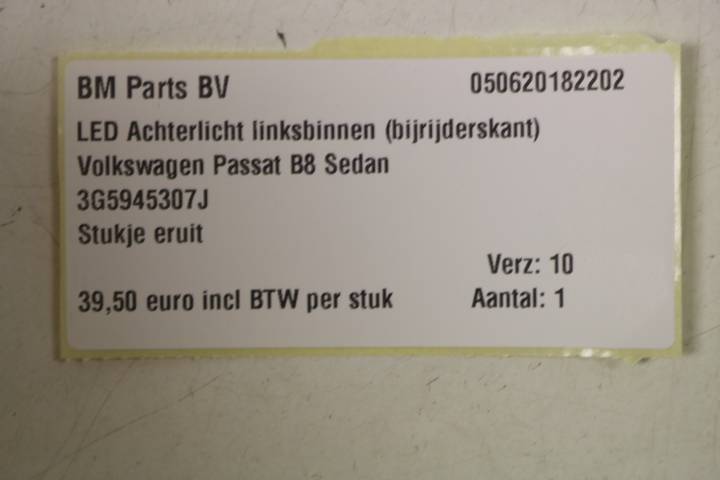 BM Parts BV 050620182202
LED Achterlicht linksbinnen (bijrijderskant)
Volkswagen Passat B8 Sedan
3G5945307J
Stukje eruit
Verz: 10
39,50 euro incl BTW per stuk Aantal: 1